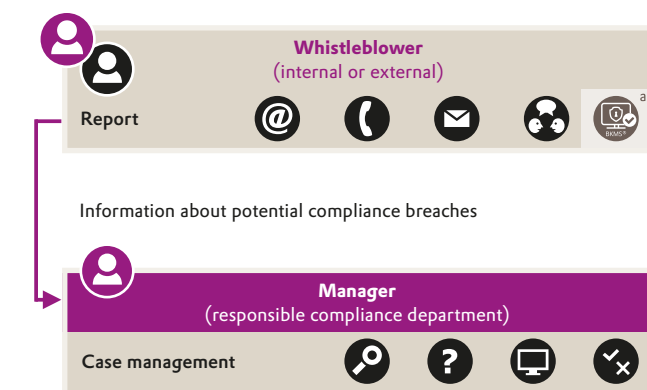 Whistleblower
(internal or external)
Report
@
a
BKMS®
Information about potential compliance breaches
Manager
(responsible compliance department)
Case management
?